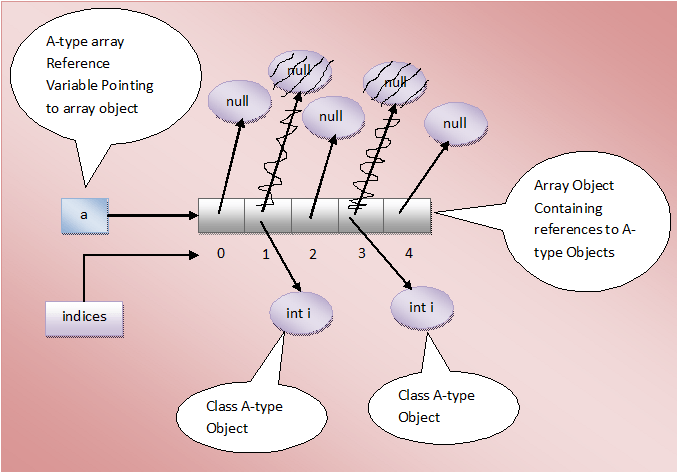 A-type array
Reference
Variable Pointing
to array object
null
null
null
null
null
a
Array Object
Containing
references to A-
type Objects
0 1 2 3 4
indices
int i
int i
Class A-type
Object
Class A-type
Object